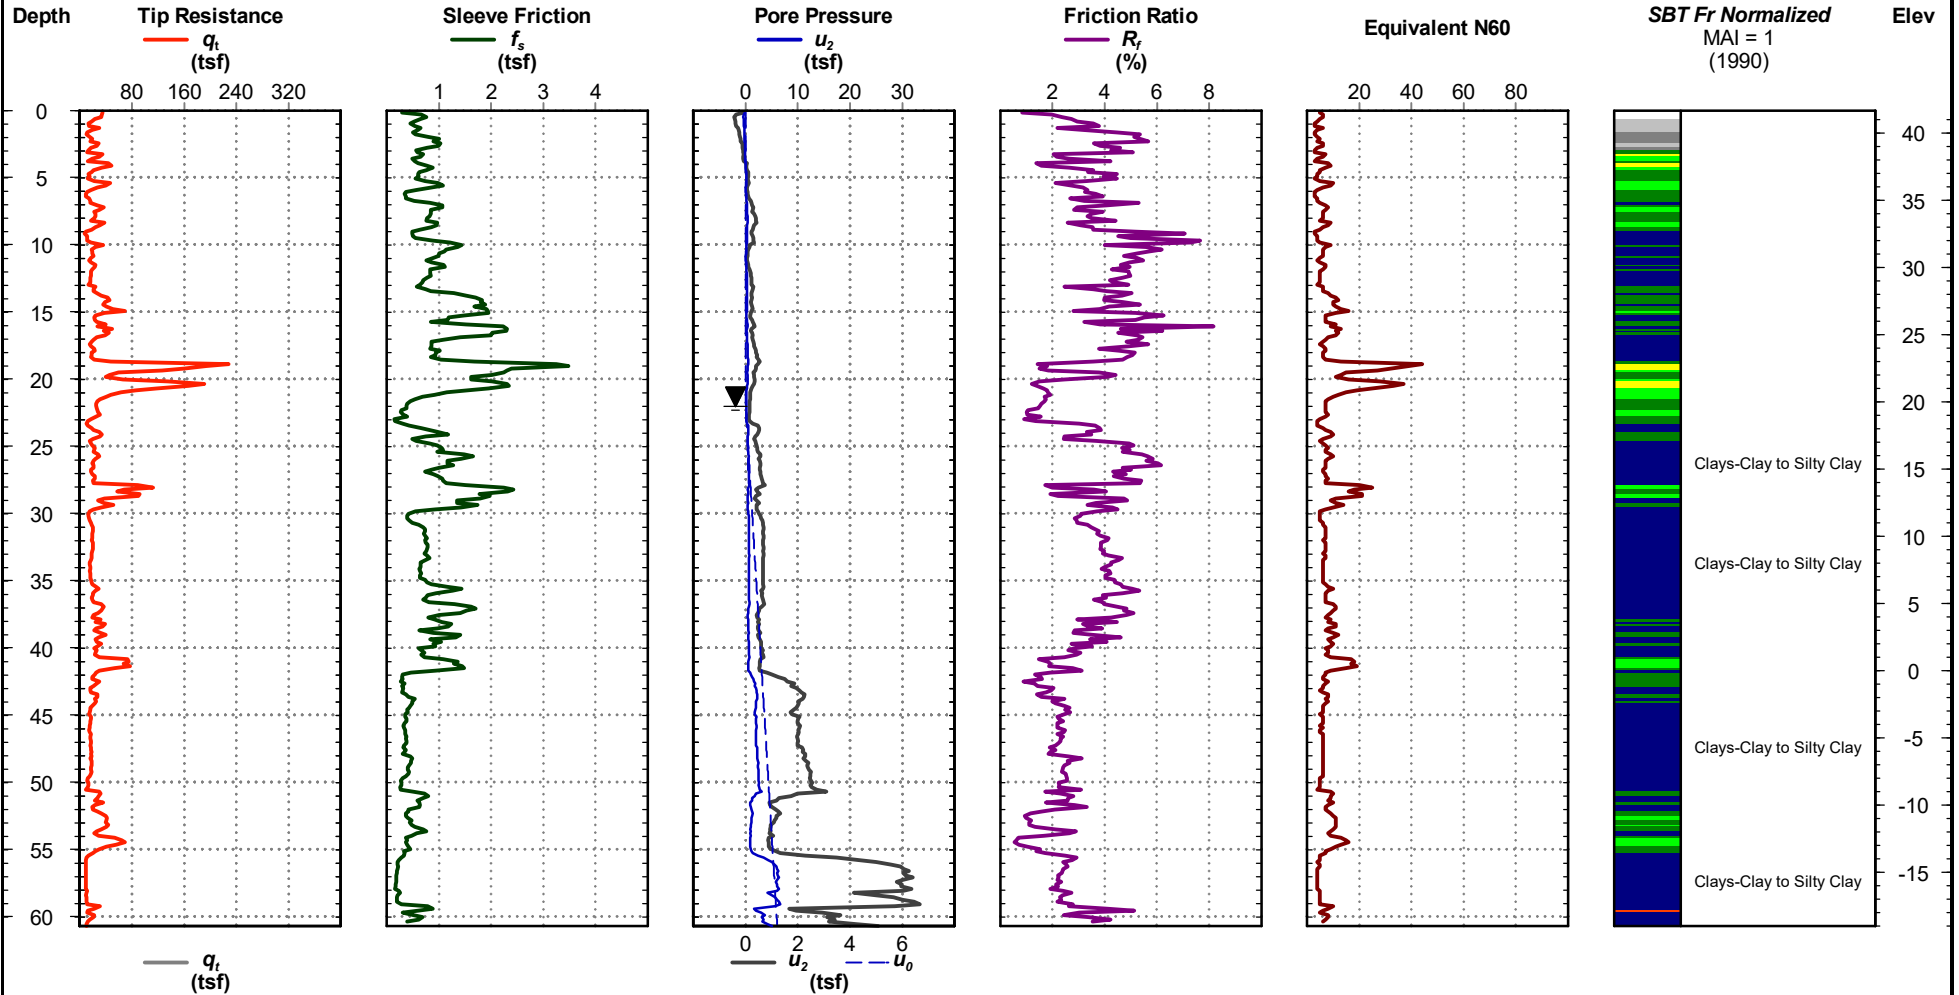 Depth
Tip Resistance
qt
(tsf)
Sleeve Friction
fs
(tsf)
Pore Pressure
u2
(tsf)
Friction Ratio
Rf
(%)
Equivalent N60
SBT Fr Normalized
MAI = 1
(1990)
Elev
80 160 240 320
1 2 3 4
0 10 20 30
2 4 6 8
20 40 60 80
0
5
10
15
20
25
30
35
40
45
50
55
60
Clays-Clay to Silty Clay
Clays-Clay to Silty Clay
Clays-Clay to Silty Clay
Clays-Clay to Silty Clay
40
35
30
25
20
15
10
5
0
-5
-10
-15
0 2 4 6
qt
(tsf)
u2
u0
(tsf)